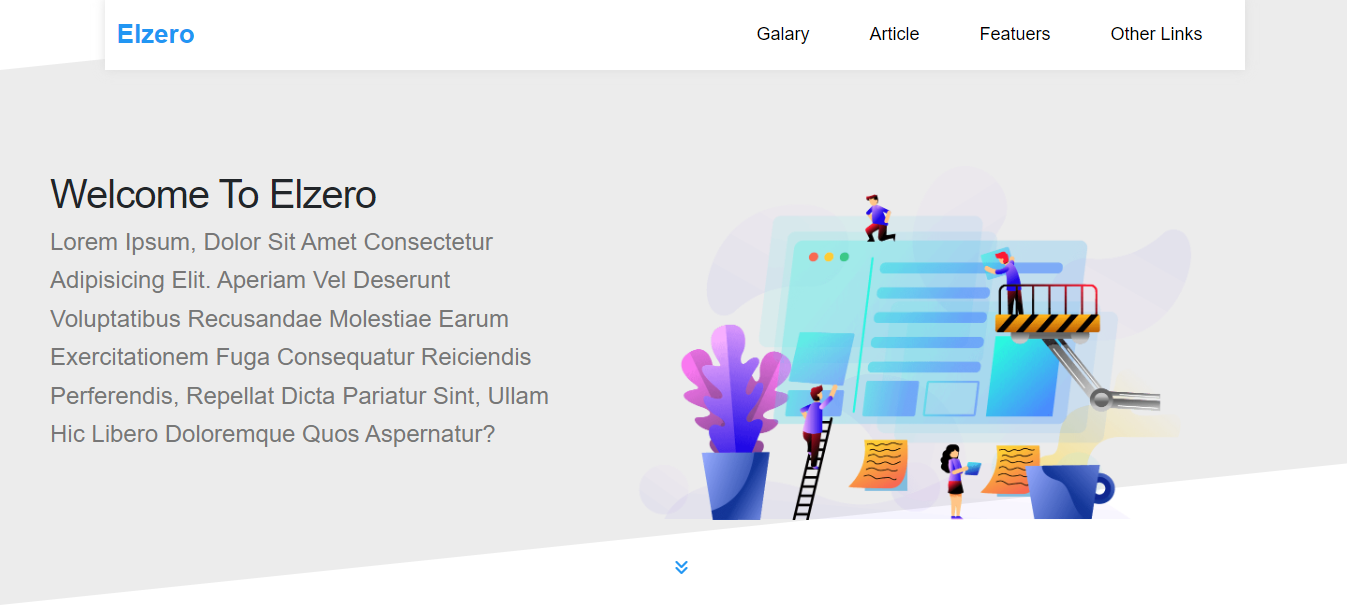 Elzero
Galary
Article
Featuers
Other Links
Welcome To Elzero
Lorem Ipsum, Dolor Sit Amet Consectetur
Adipisicing Elit. Aperiam Vel Deserunt
Voluptatibus Recusandae Molestiae Earum
Exercitationem Fuga Consequatur Reiciendis
Perferendis, Repellat Dicta Pariatur Sint, Ullam
Hic Libero Doloremque Quos Aspernatur?